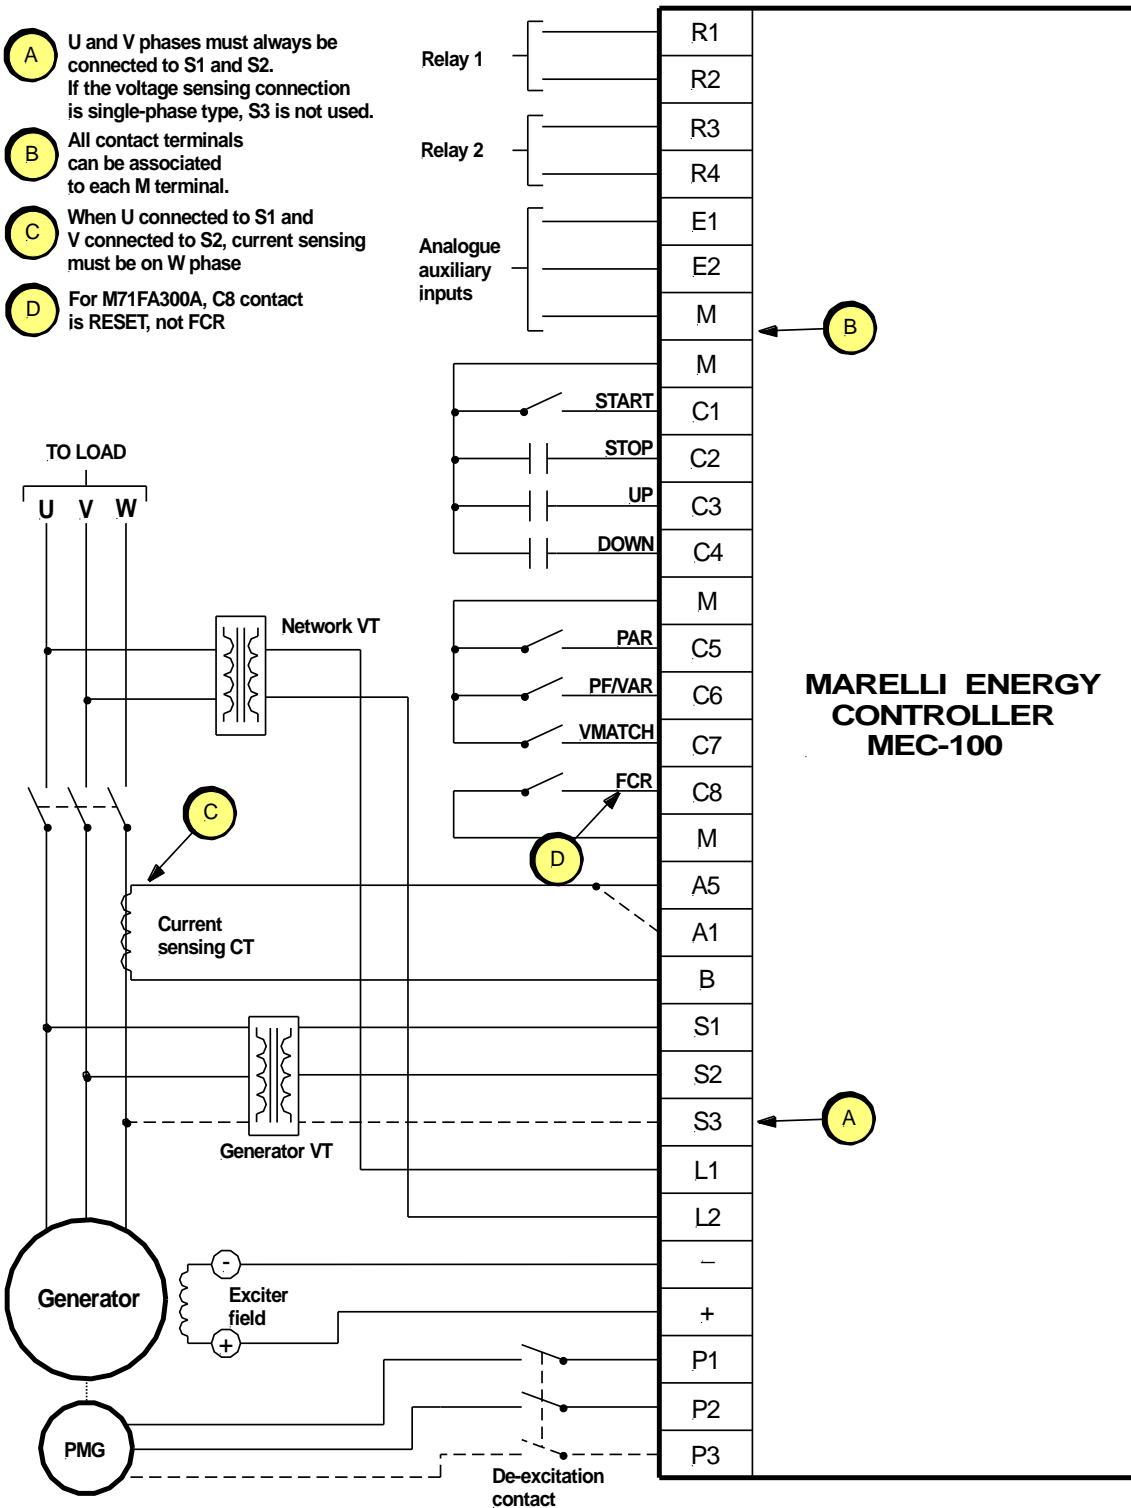 A
U and V phases must always be
connected to S1 and S2.
If the voltage sensing connection
is single-phase type, S3 is not used.
B
All contact terminals
can be associated
to each M terminal.
C
When U connected to S1 and
V connected to S2, current sensing
must be on W phase
D
For M71FA300A, C8 contact
is RESET, not FCR
Relay 1
R1
R2
Relay 2
R3
R4
Analogue
auxiliary
inputs
E1
E2
M
B
M
START
C1
STOP
C2
UP
C3
DOWN
C4
M
PAR
C5
PF/VAR
C6
VMATCH
C7
FCR
C8
D
M
MARELLI ENERGY
CONTROLLER
MEC-100
TO LOAD
U V W
Network VT
C
Current
sensing CT
A5
A1
B
S1
S2
S3
A
Generator VT
L1
L2
Generator
-
Exciter
field
+
–
+
P1
P2
P3
PMG
De-excitation
contact